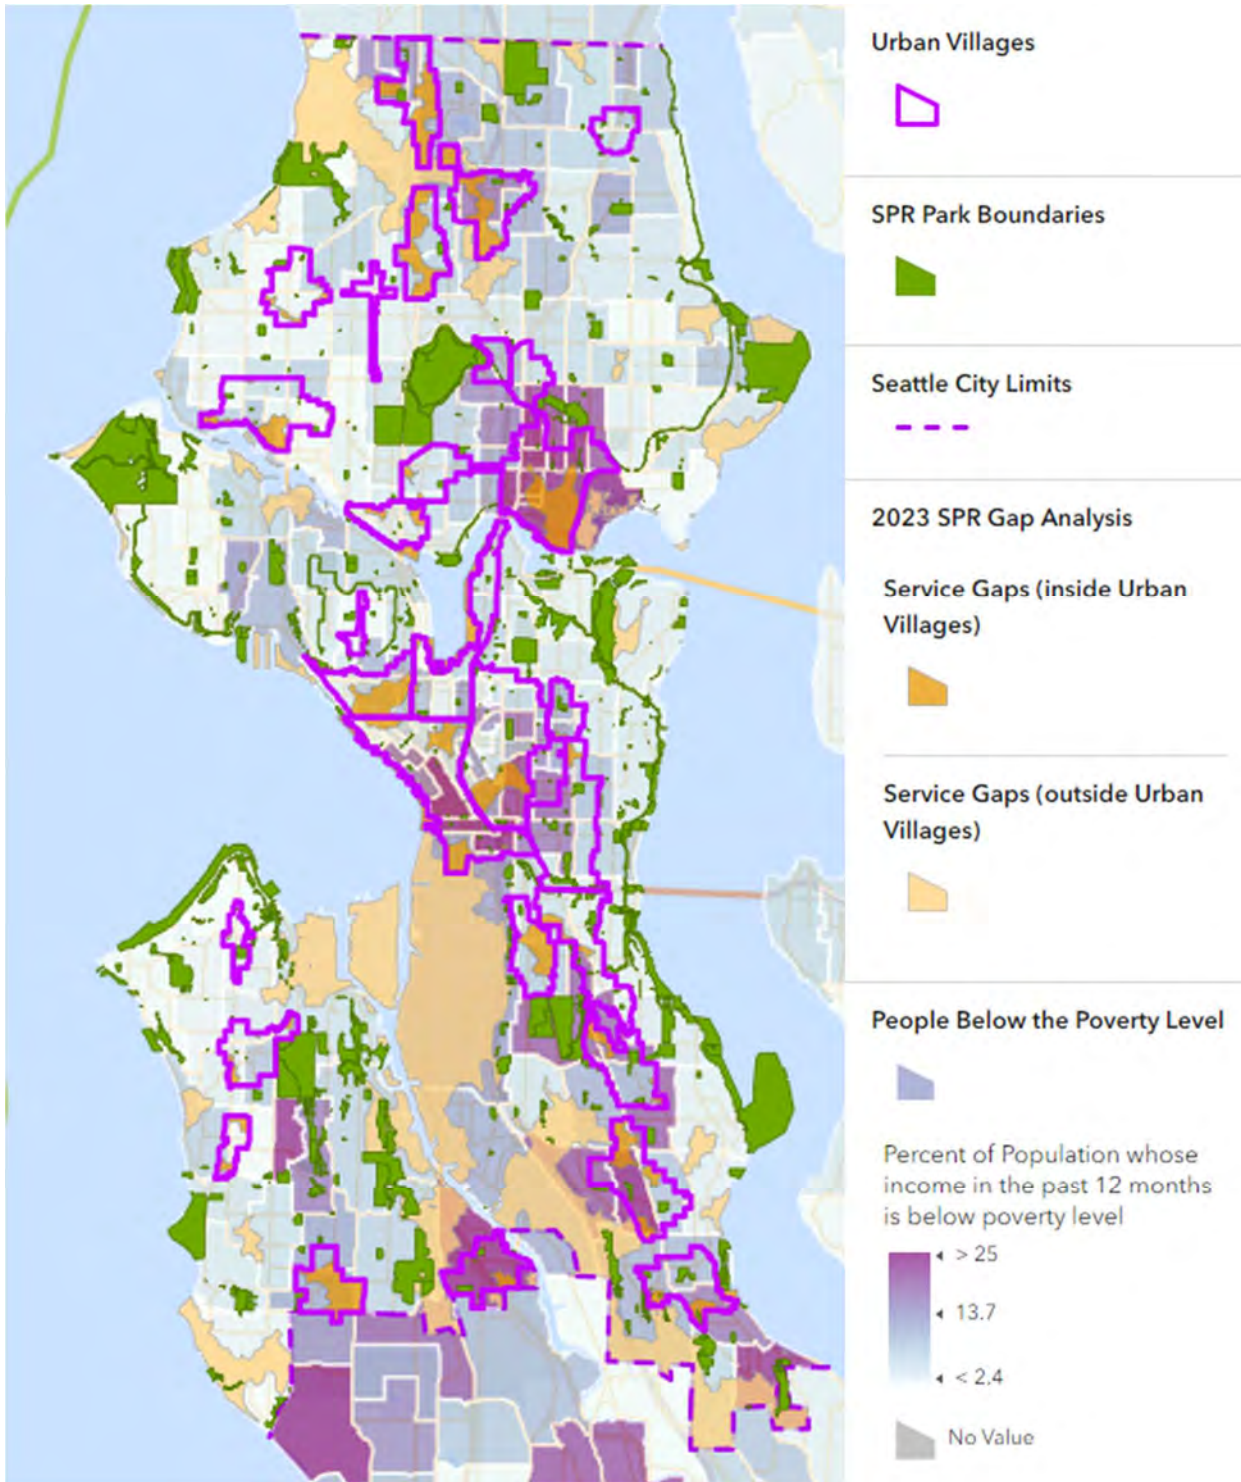 Urban Villages
SPR Park Boundaries
Seattle City Limits
2023 SPR Gap Analysis
Service Gaps (inside Urban
Villages)
Service Gaps (outside Urban
Villages)
People Below the Poverty Level
Percent of Population whose
income in the past 12 months
is below poverty level
> 25
13.7
< 2.4
No Value